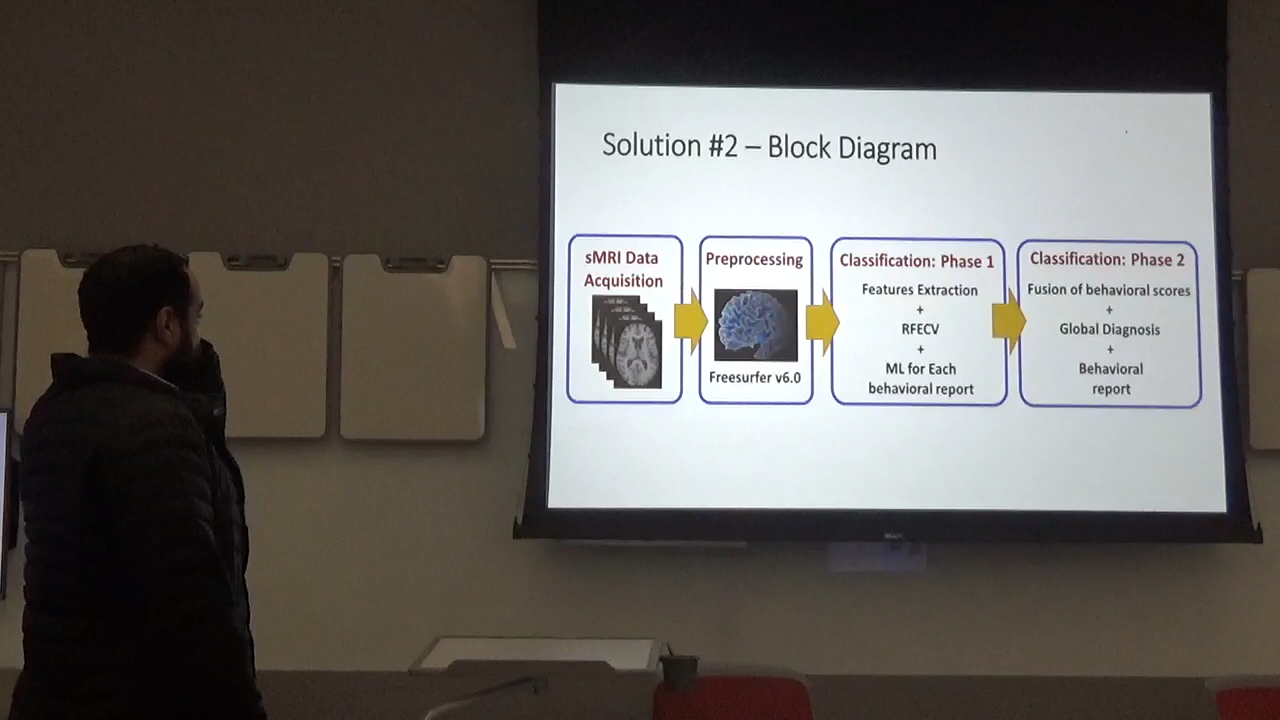 Solution #2 – Block Diagram
sMRI Data
Acquisition
Preprocessing
Freesurfer v6.0
Classification: Phase 1
Features Extraction
+
RFECV
+
ML for Each
behavioral report
Classification: Phase 2
Fusion of behavioral scores
+
Global Diagnosis
+
Behavioral
report